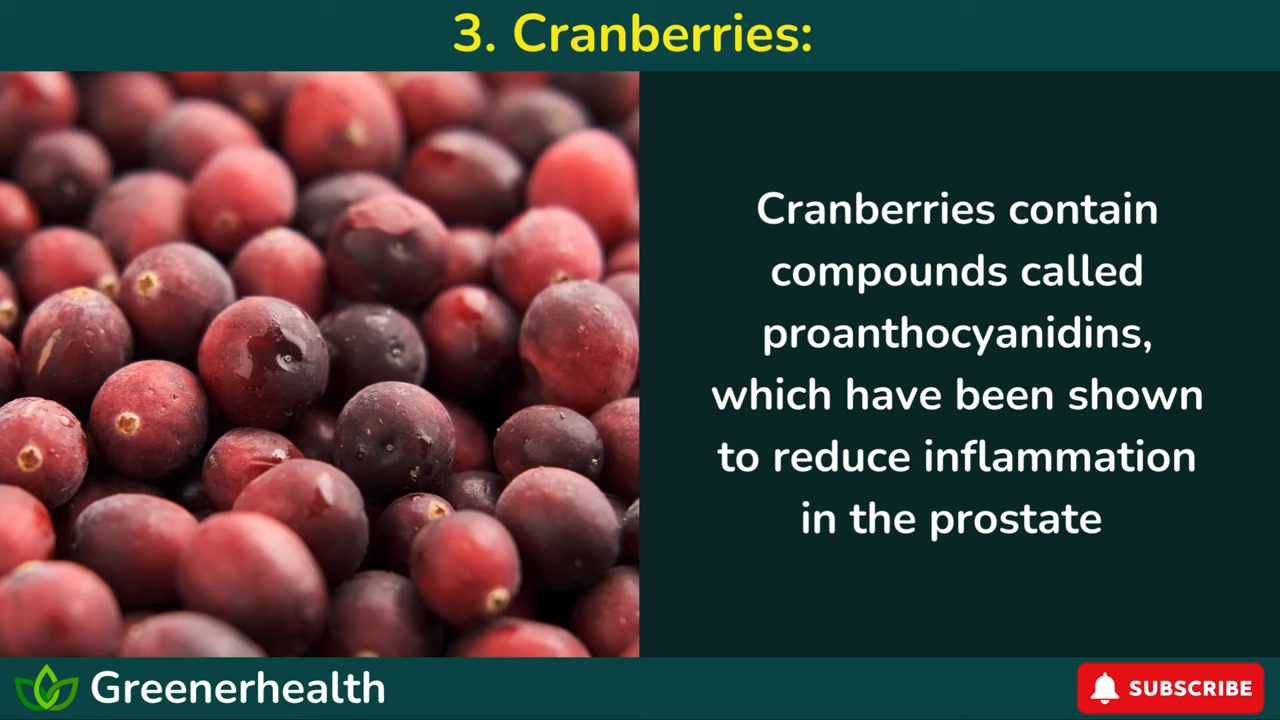 3. Cranberries:
Cranberries contain
compounds called
proanthocyanidins,
which have been shown
to reduce inflammation
in the prostate
Greenerhealth
SUBSCRIBE